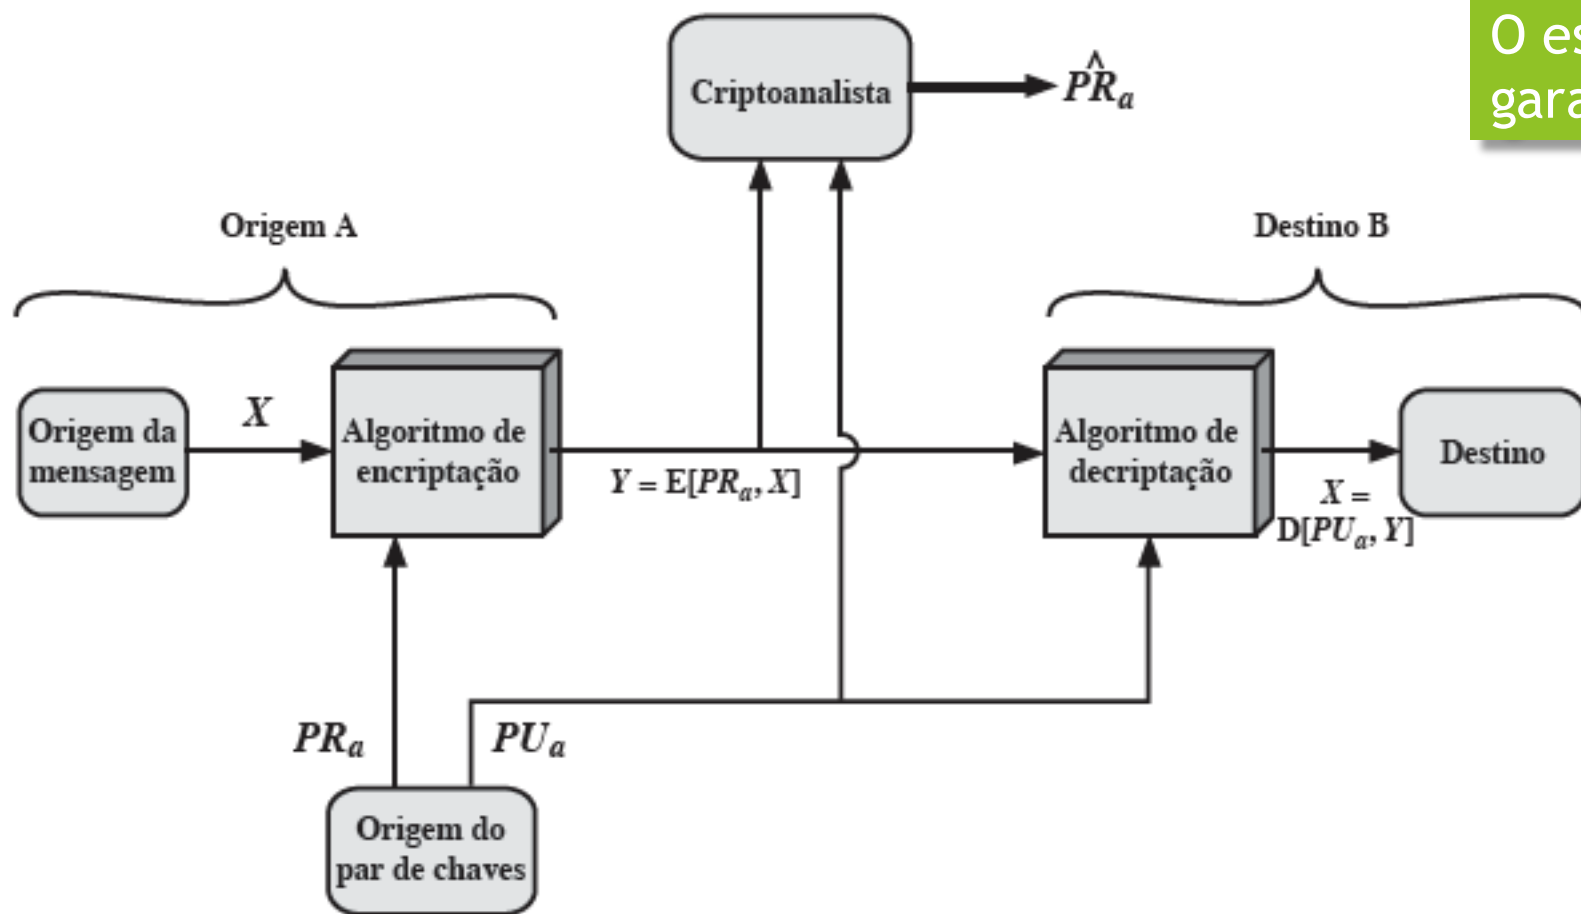 O es
gara
Criptoanalista
P̂R_a
Origem A
Destino B
Origem da
mensagem
X
Algoritmo de
encriptação
Y = E[PR_a, X]
Algoritmo de
decriptação
X =
D[PU_a, Y]
Destino
PR_a
PU_a
Origem do
par de chaves